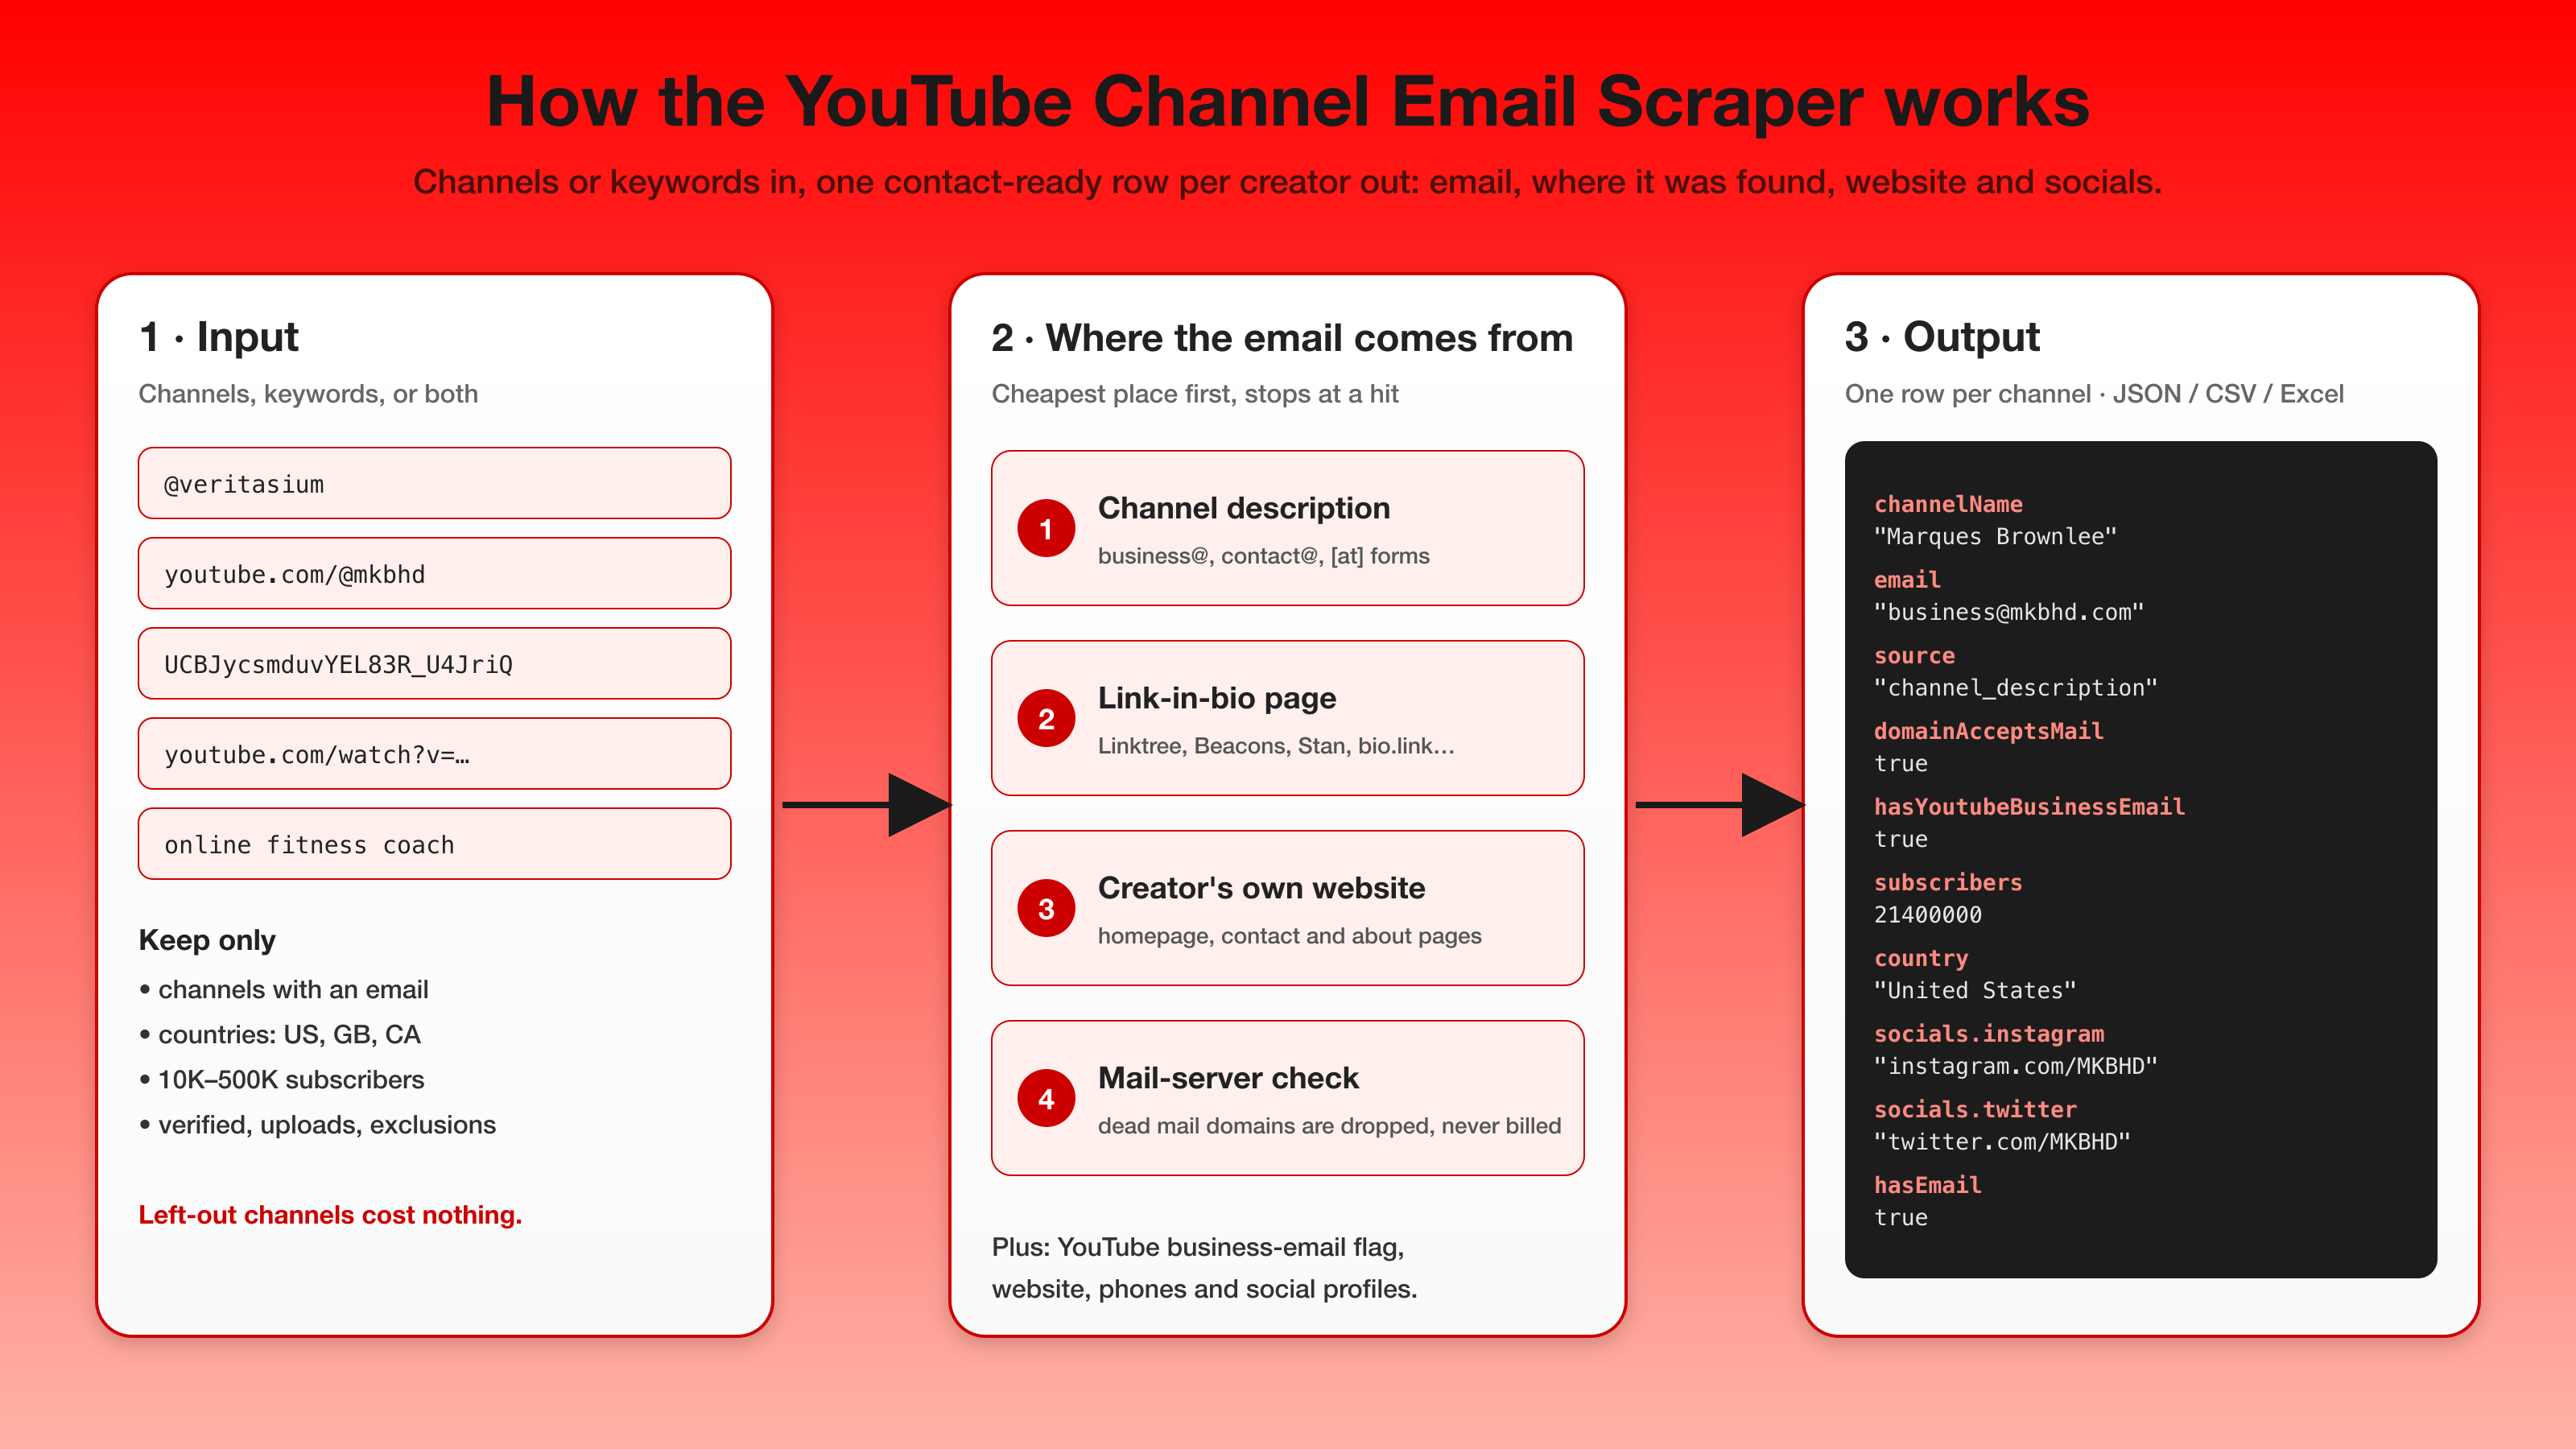 How the YouTube Channel Email Scraper works
Channels or keywords in, one contact-ready row per creator out: email, where it was found, website and socials.
1 · Input
Channels, keywords, or both
@veritasium
youtube.com/@mkbhd
UCBJycsmduvYEL83R_U4JriQ
youtube.com/watch?v=…
online fitness coach
Keep only
• channels with an email
• countries: US, GB, CA
• 10K–500K subscribers
• verified, uploads, exclusions
Left-out channels cost nothing.
2 · Where the email comes from
Cheapest place first, stops at a hit
1
Channel description
business@, contact@, [at] forms
2
Link-in-bio page
Linktree, Beacons, Stan, bio.link…
3
Creator's own website
homepage, contact and about pages
4
Mail-server check
dead mail domains are dropped, never billed
Plus: YouTube business-email flag,
website, phones and social profiles.
3 · Output
One row per channel · JSON / CSV / Excel
channelName
"Marques Brownlee"
email
"business@mkbhd.com"
source
"channel_description"
domainAcceptsMail
true
hasYoutubeBusinessEmail
true
subscribers
21400000
country
"United States"
socials.instagram
"instagram.com/MKBHD"
socials.twitter
"twitter.com/MKBHD"
hasEmail
true